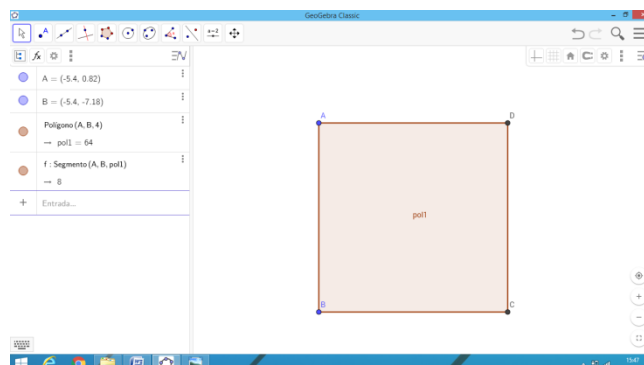 GeoGebra Classic
A = (-5.4, 0.82)
B = (-5.4, -7.18)
Polígono (A, B, 4)
→ pol1 = 64
f : Segmento (A, B, pol1)
→ 8
+ Entrada...
A
D
pol1
B
C
15:47